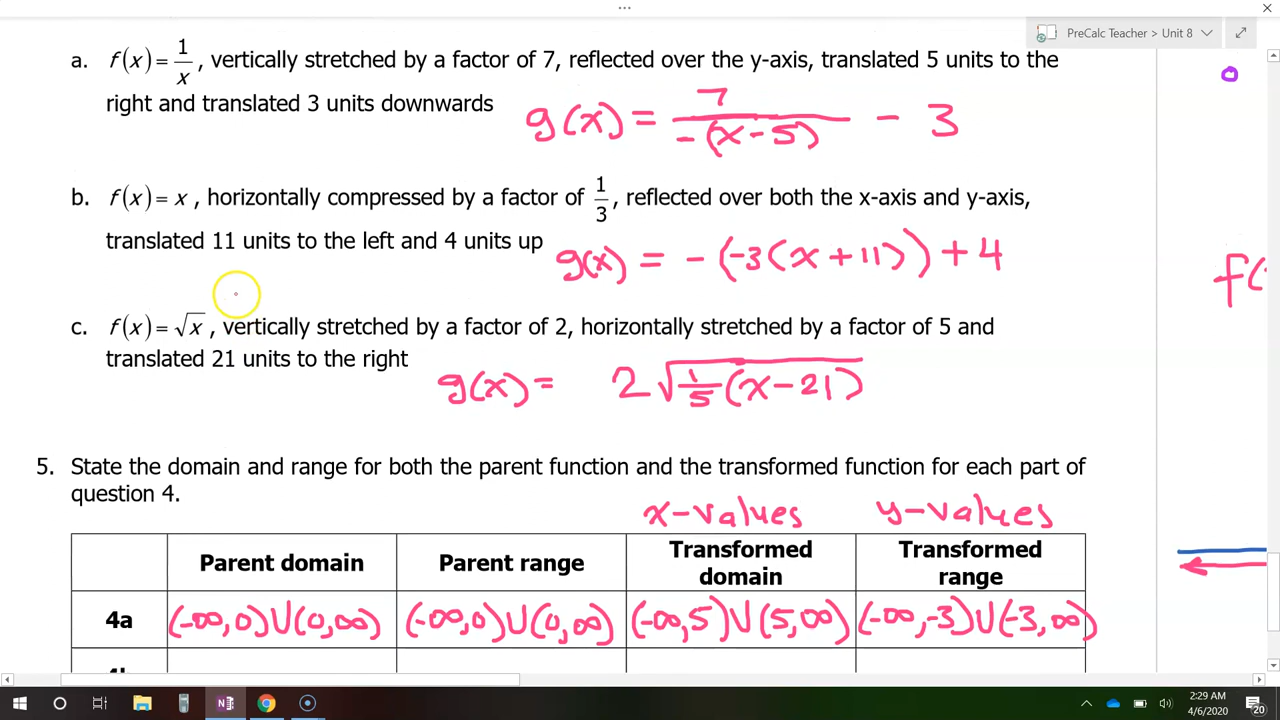 PreCalc Teacher > Unit 8
a. f(x) = 1/x, vertically stretched by a factor of 7, reflected over the y-axis, translated 5 units to the
right and translated 3 units downwards
g(x) = 7/-(x-5) - 3
b. f(x) = x, horizontally compressed by a factor of 1/3, reflected over both the x-axis and y-axis,
translated 11 units to the left and 4 units up
g(x) = -(-3(x+11)) + 4
f(
c. f(x) = √x, vertically stretched by a factor of 2, horizontally stretched by a factor of 5 and
translated 21 units to the right
g(x) = 2√(1/5(x-21))
5. State the domain and range for both the parent function and the transformed function for each part of
question 4.
x-values y-values
Parent domain Parent range Transformed domain Transformed range
4a (-∞,0)∪(0,∞) (-∞,0)∪(0,∞) (-∞,5)∪(5,∞) (-∞,-3)∪(-3,∞)
2:29 AM
4/6/2020
20